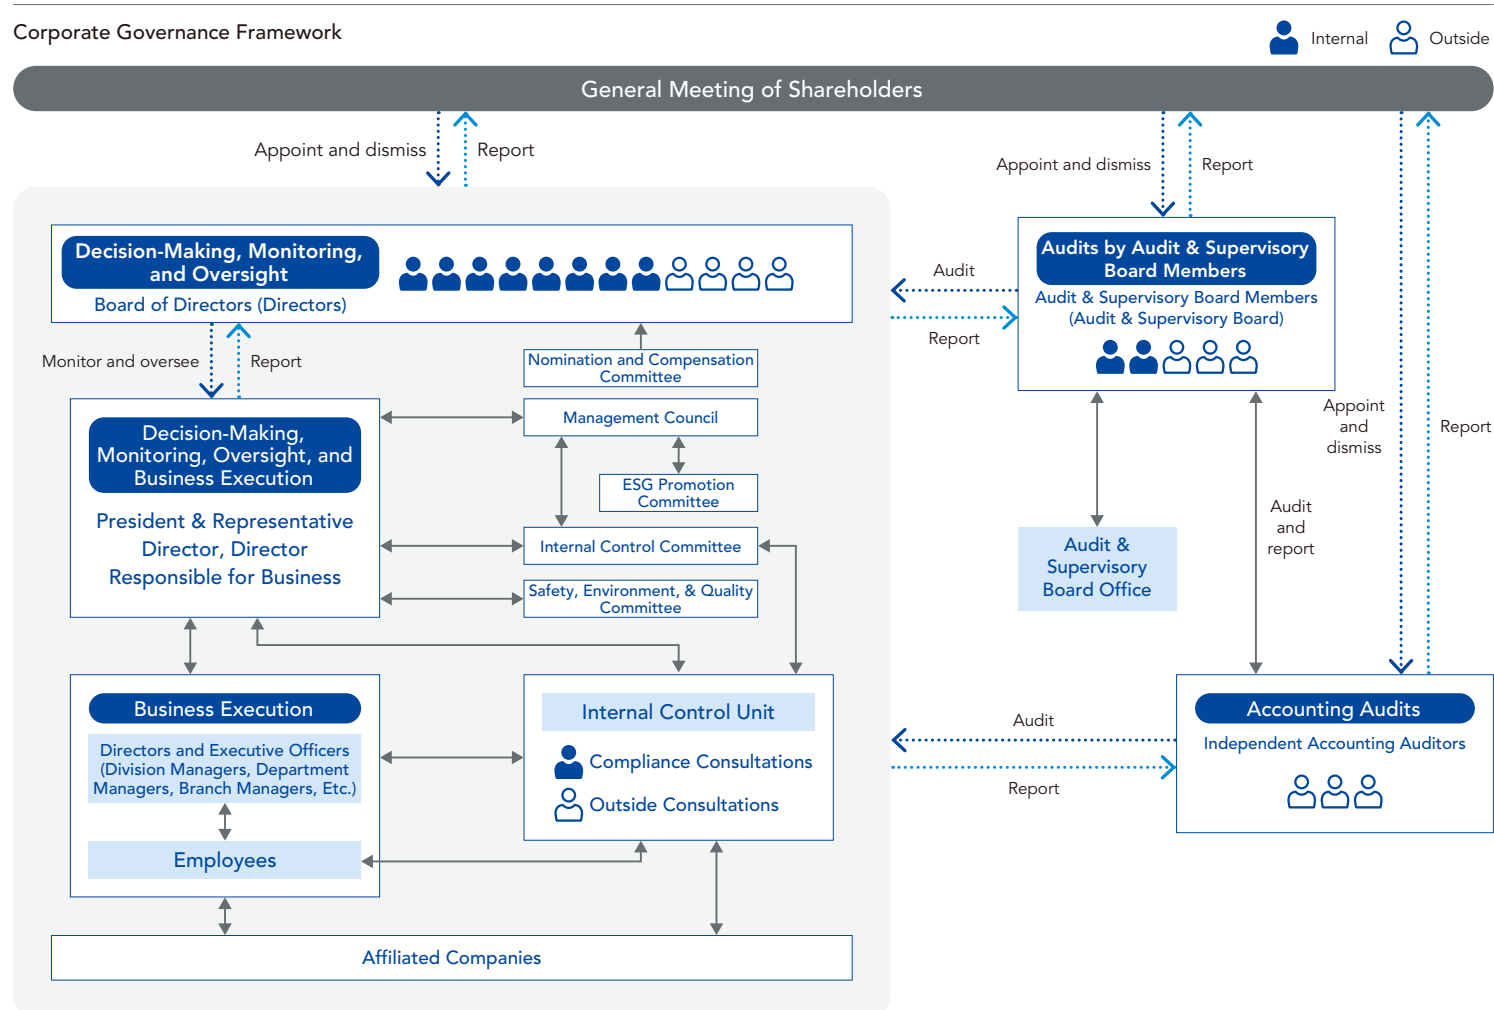 Corporate Governance Framework
Internal
Outside
General Meeting of Shareholders
Appoint and dismiss
Report
Appoint and dismiss
Report
Decision-Making, Monitoring,
and Oversight
Board of Directors (Directors)
Audit
Report
Audits by Audit & Supervisory
Board Members
Audit & Supervisory Board Members
(Audit & Supervisory Board)
Monitor and oversee
Report
Nomination and Compensation
Committee
Appoint
and
dismiss
Report
Decision-Making,
Monitoring, Oversight, and
Business Execution
President & Representative
Director, Director
Responsible for Business
Management Council
ESG Promotion
Committee
Internal Control Committee
Safety, Environment, & Quality
Committee
Audit &
Supervisory
Board Office
Audit
and
report
Business Execution
Directors and Executive Officers
(Division Managers, Department
Managers, Branch Managers, Etc.)
Employees
Internal Control Unit
Compliance Consultations
Outside Consultations
Audit
Report
Accounting Audits
Independent Accounting Auditors
Affiliated Companies